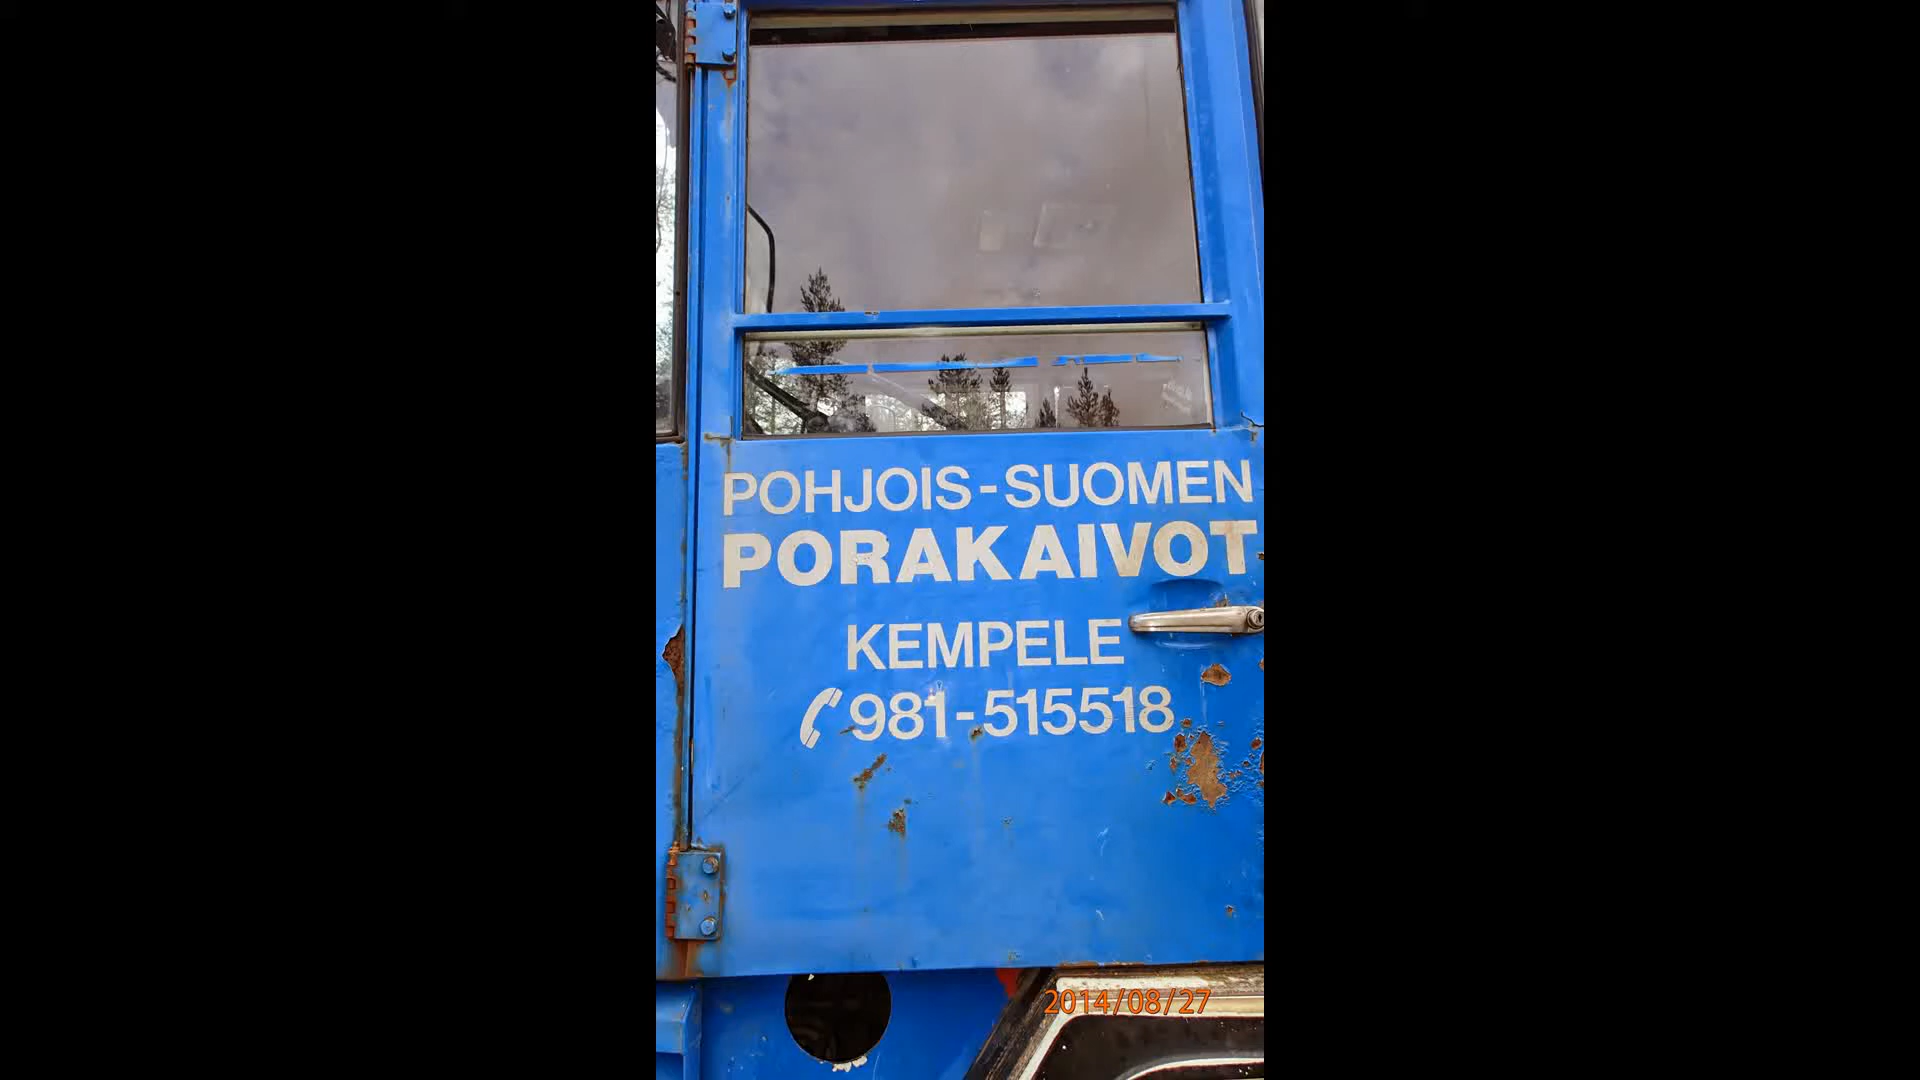 POHJOIS-SUOMEN
PORAKAIVOT
KEMPELE
981-515518
2014/08/27